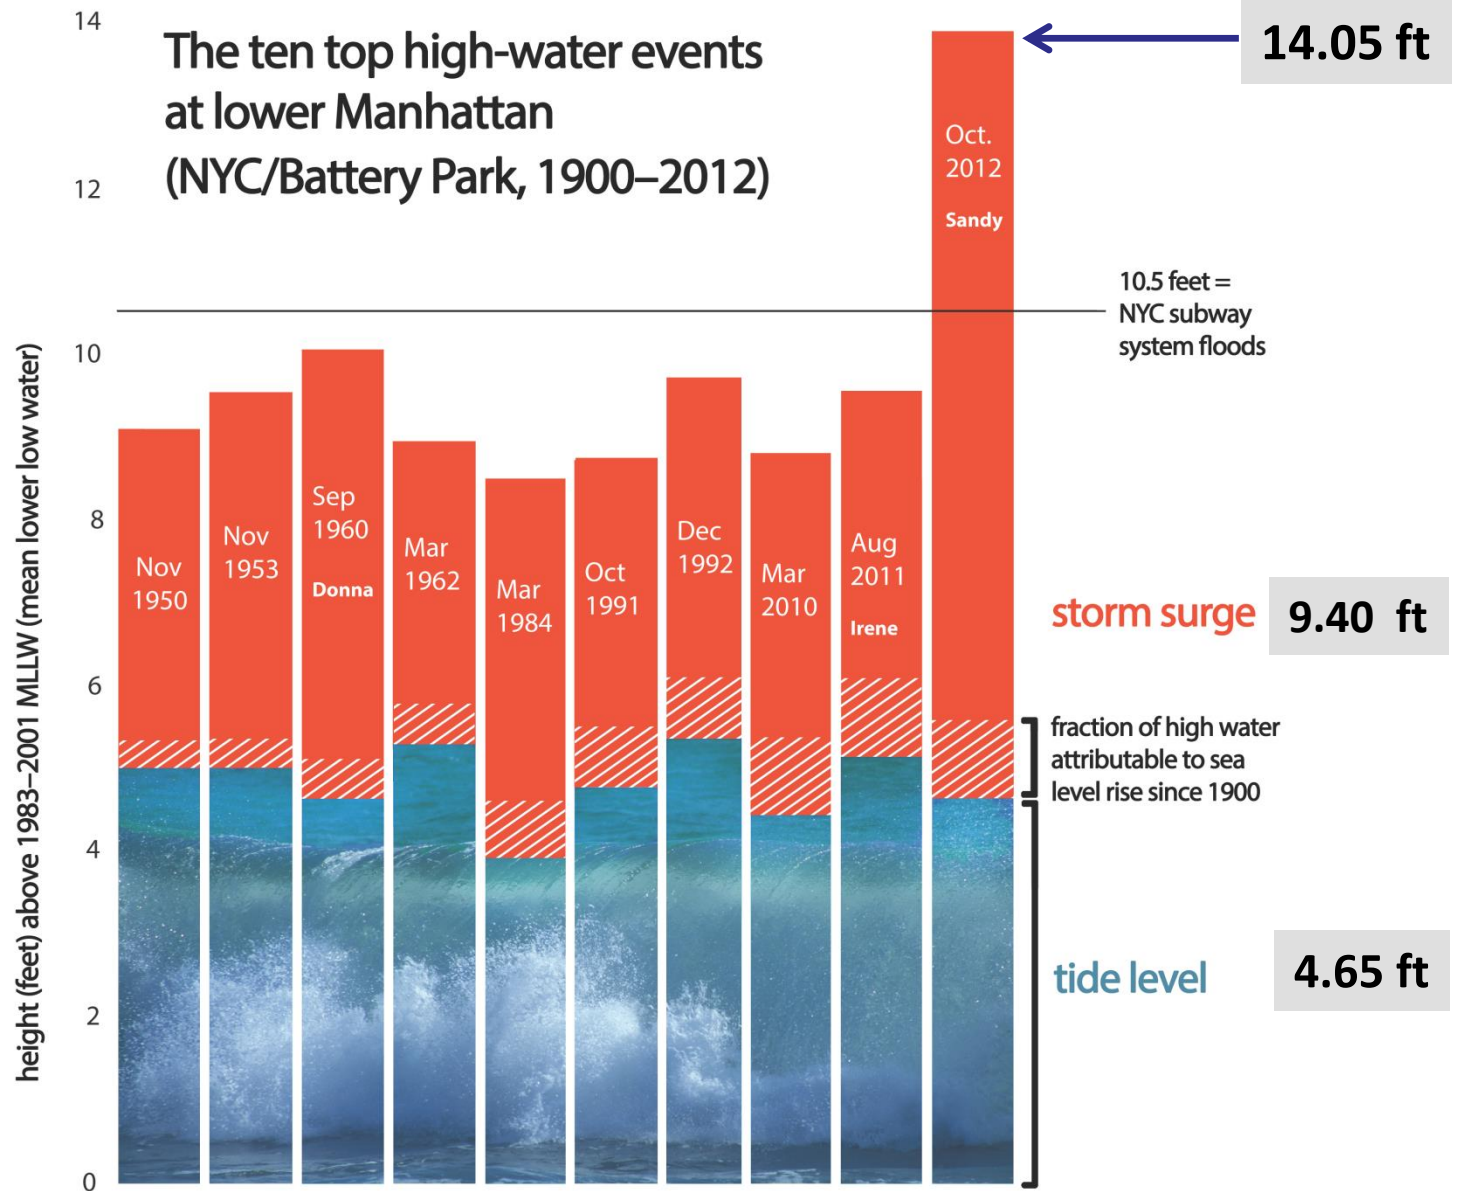 The ten top high-water events
at lower Manhattan
(NYC/Battery Park, 1900–2012)
14.05 ft
height (feet) above 1983–2001 MLLW (mean lower low water)
14
12
10
8
6
4
2
0
10.5 feet =
NYC subway
system floods
Nov
1950
Nov
1953
Sep
1960
Donna
Mar
1962
Mar
1984
Oct
1991
Dec
1992
Mar
2010
Aug
2011
Irene
Oct.
2012
Sandy
storm surge 9.40 ft
fraction of high water
attributable to sea
level rise since 1900
tide level 4.65 ft